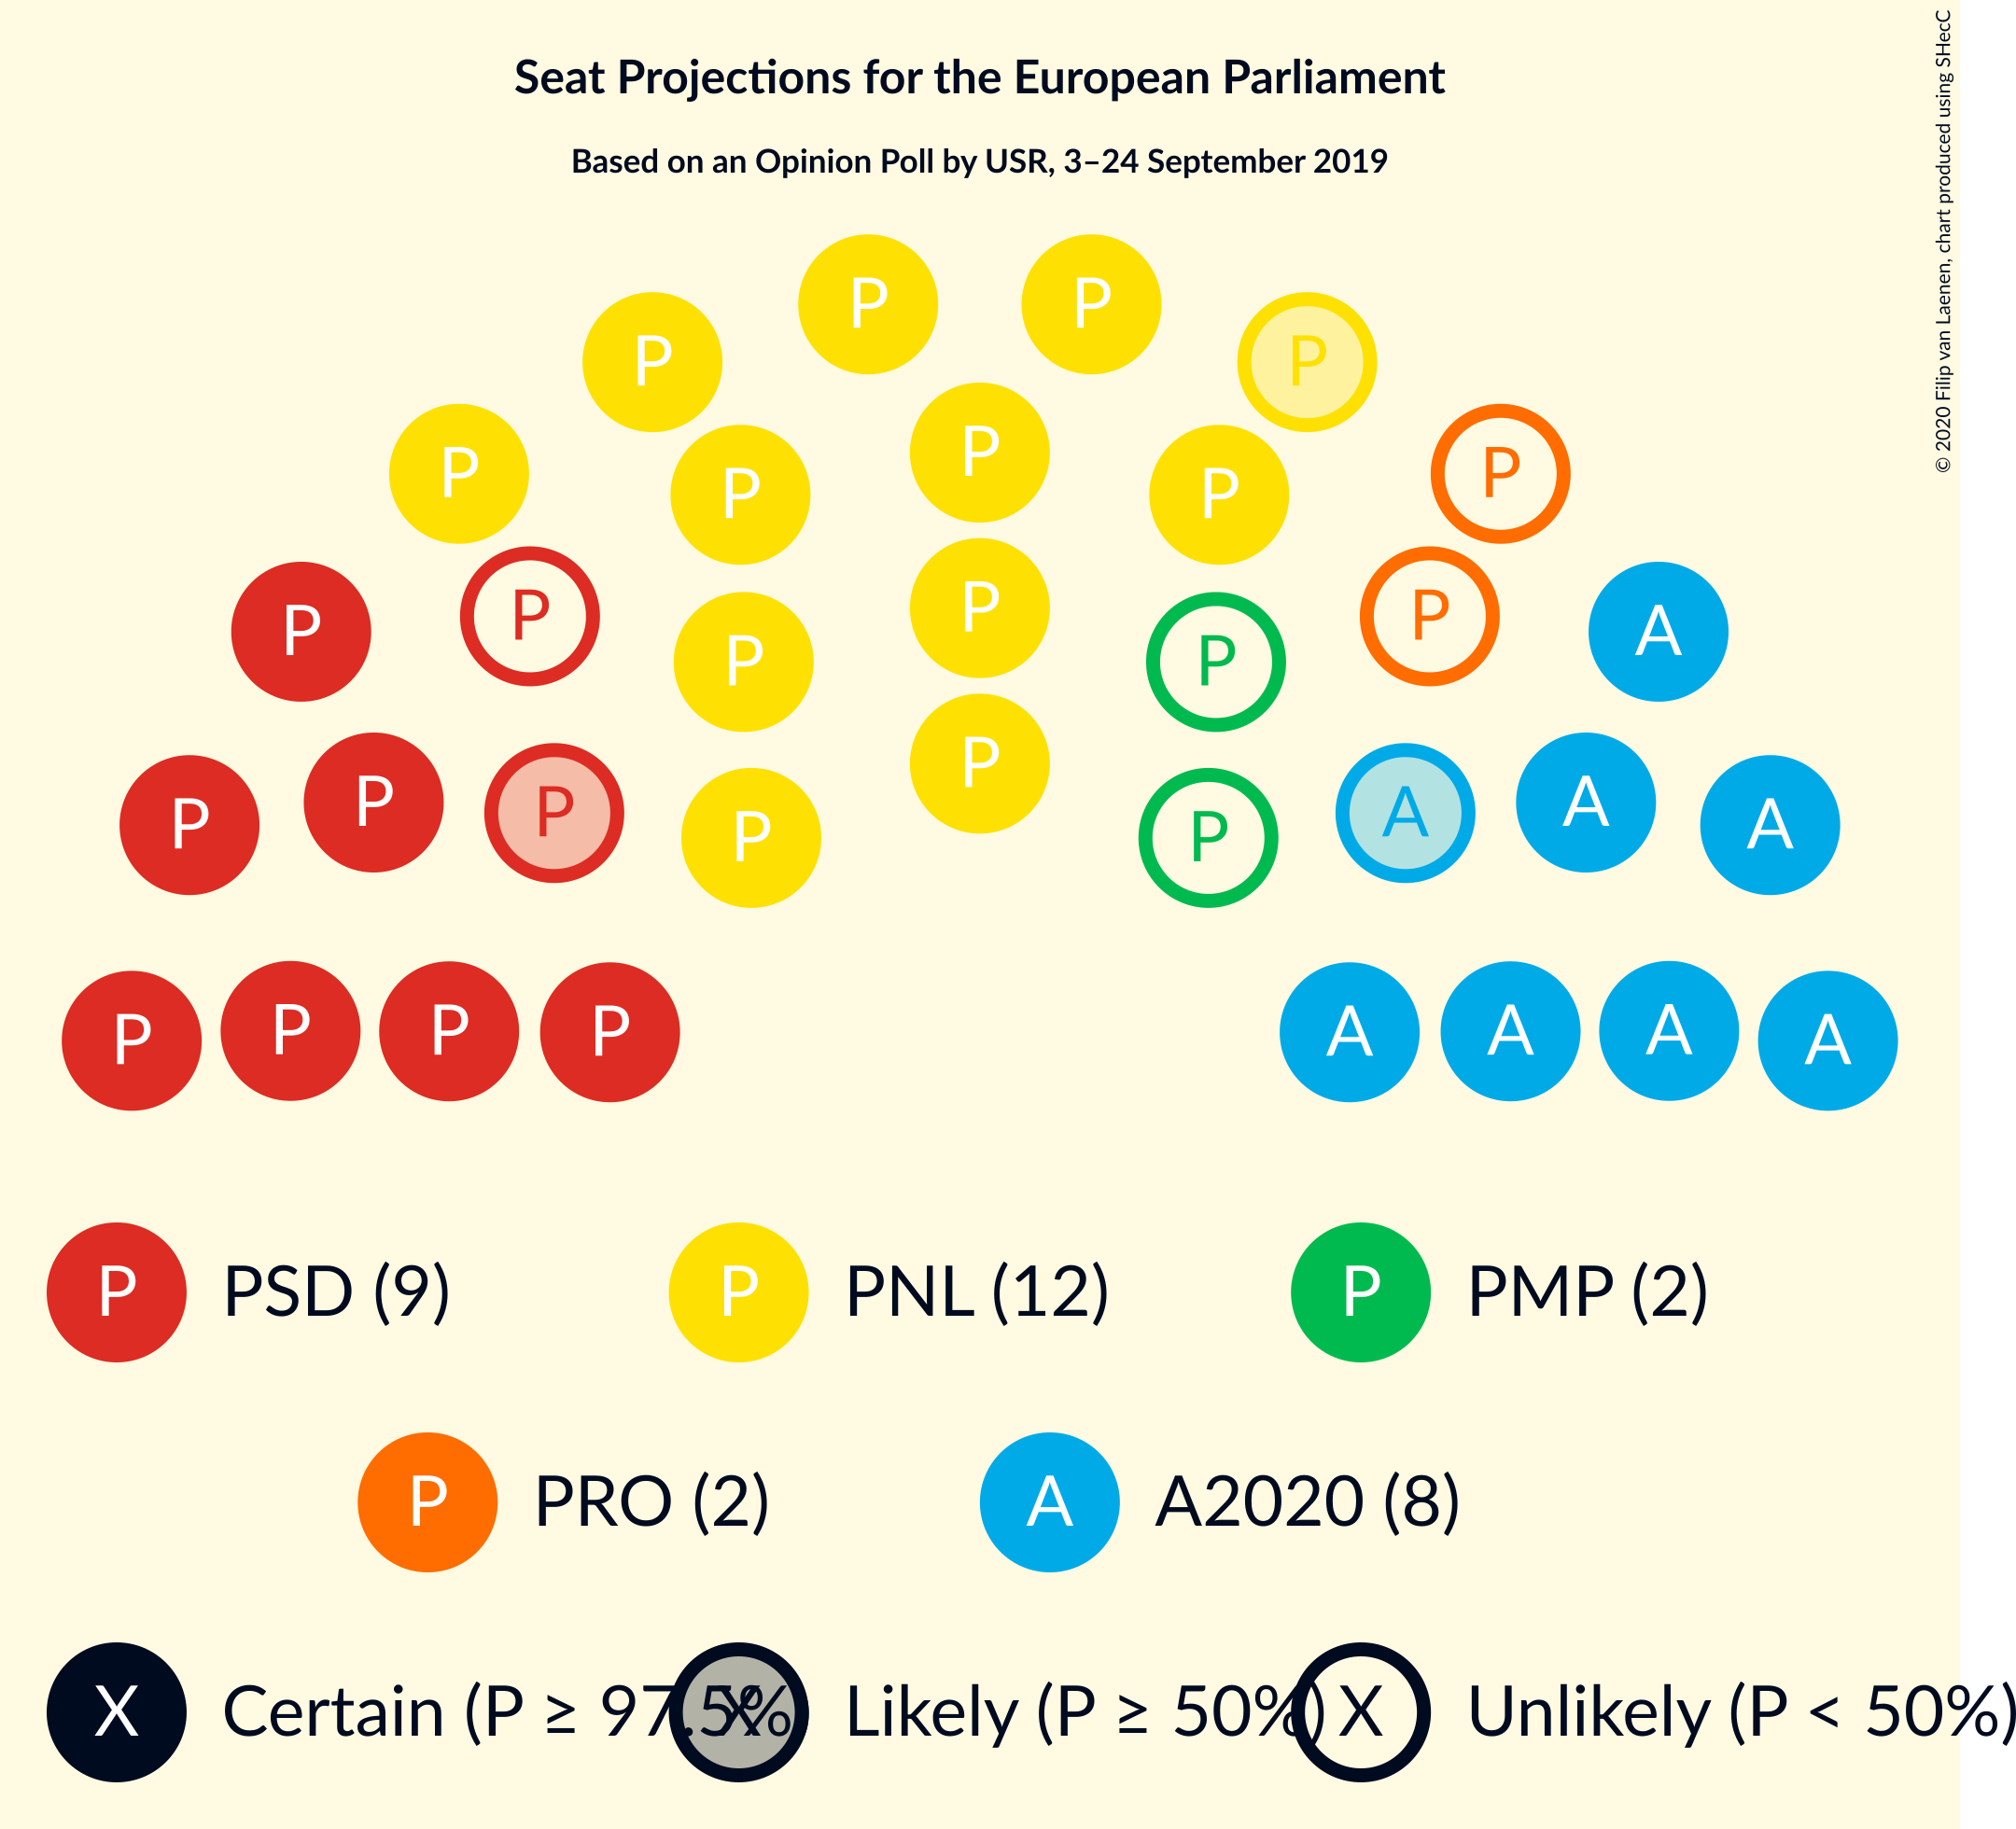 Seat Projections for the European Parliament
Based on an Opinion Poll by USR, 3–24 September 2019
© 2020 Filip van Laenen, chart produced using SHecC
P P
P P
P P P
P P P
P P P P A
P P
P P P P P A A A
P P
P P P P A A A A
P PSD (9) P PNL (12) P PMP (2)
P PRO (2) A A2020 (8)
X Certain (P ≥ 97.5% X Likely (P ≥ 50%) X Unlikely (P < 50%)